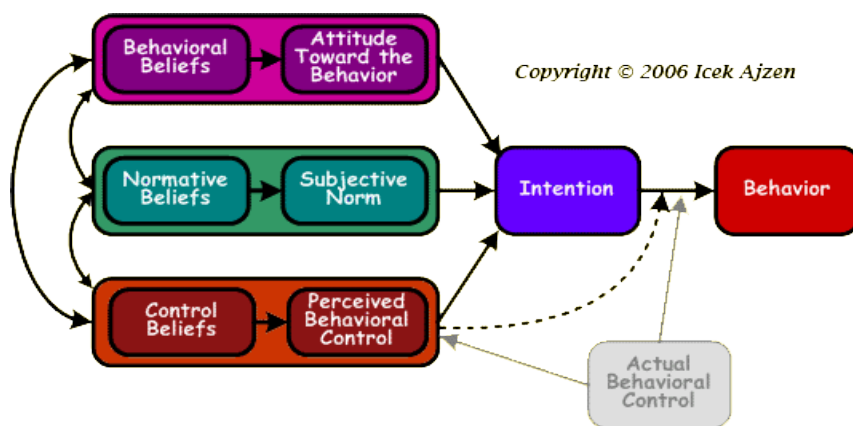 Behavioral
Beliefs
Attitude
Toward the
Behavior
Copyright © 2006 Icek Ajzen
Normative
Beliefs
Subjective
Norm
Intention
Behavior
Control
Beliefs
Perceived
Behavioral
Control
Actual
Behavioral
Control